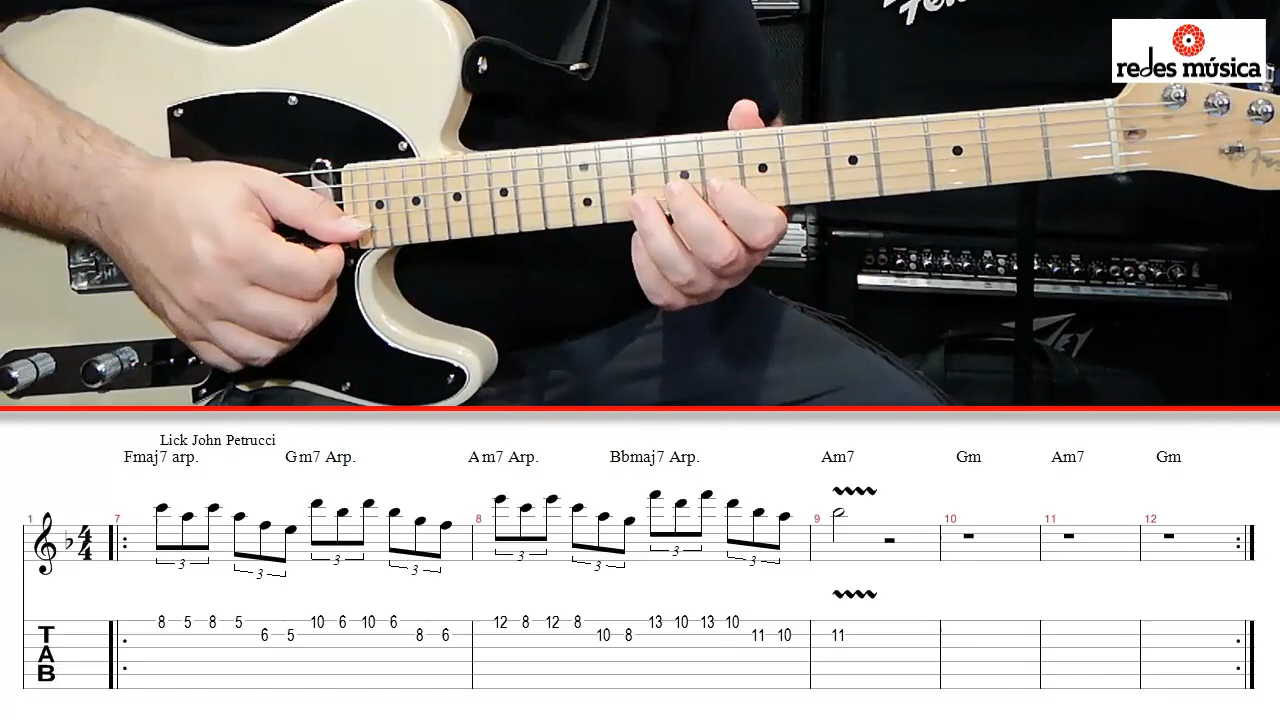 redes música
Lick John Petrucci
Fmaj7 arp. Gm7 Arp. Am7 Arp. Bbmaj7 Arp. Am7 Gm Am7 Gm
1 7 8 9 10 11 12
4
4
3 3 3 3 3 3 3 3
8 5 8 5 10 6 10 6 12 8 12 8 13 10 13 10
T 6 5 8 6 10 8 11 10 11
A
B